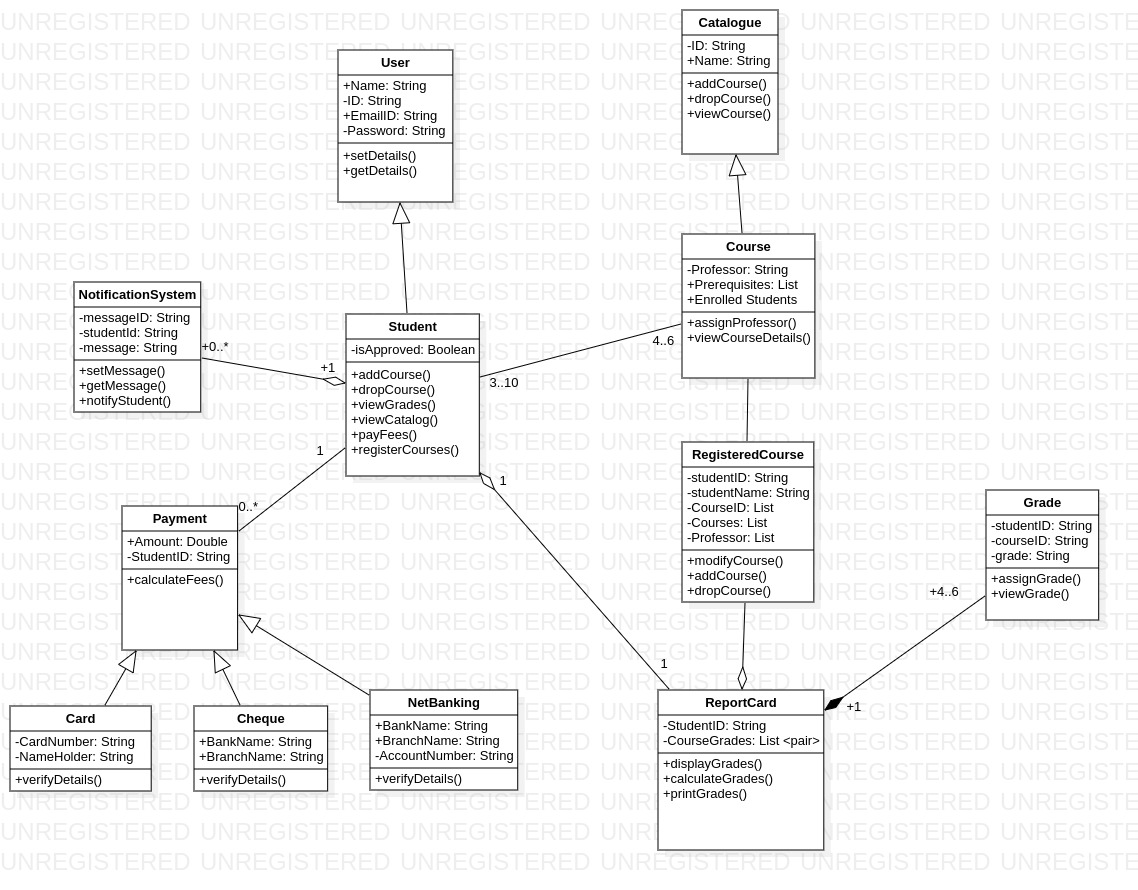 Catalogue
-ID: String
+Name: String
+addCourse()
+dropCourse()
+viewCourse()
User
+Name: String
-ID: String
+EmailID: String
-Password: String
+setDetails()
+getDetails()
Course
-Professor: String
+Prerequisites: List
+Enrolled Students
+assignProfessor()
+viewCourseDetails()
NotificationSystem
-messageID: String
-studentId: String
-message: String
+setMessage()
+getMessage()
+notifyStudent()
+0..*
+1
Student
-isApproved: Boolean
+addCourse()
+dropCourse()
+viewGrades()
+viewCatalog()
+payFees()
+registerCourses()
4..6
3..10
1
0..*
1
RegisteredCourse
-studentID: String
-studentName: String
-CourseID: List
-Courses: List
-Professor: List
+modifyCourse()
+addCourse()
+dropCourse()
Grade
-studentID: String
-courseID: String
-grade: String
+assignGrade()
+viewGrade()
+4..6
Payment
+Amount: Double
-StudentID: String
+calculateFees()
1
+1
Card
-CardNumber: String
-NameHolder: String
+verifyDetails()
Cheque
+BankName: String
+BranchName: String
+verifyDetails()
NetBanking
+BankName: String
+BranchName: String
-AccountNumber: String
+verifyDetails()
ReportCard
-StudentID: String
-CourseGrades: List <pair>
+displayGrades()
+calculateGrades()
+printGrades()
UNREGISTERED